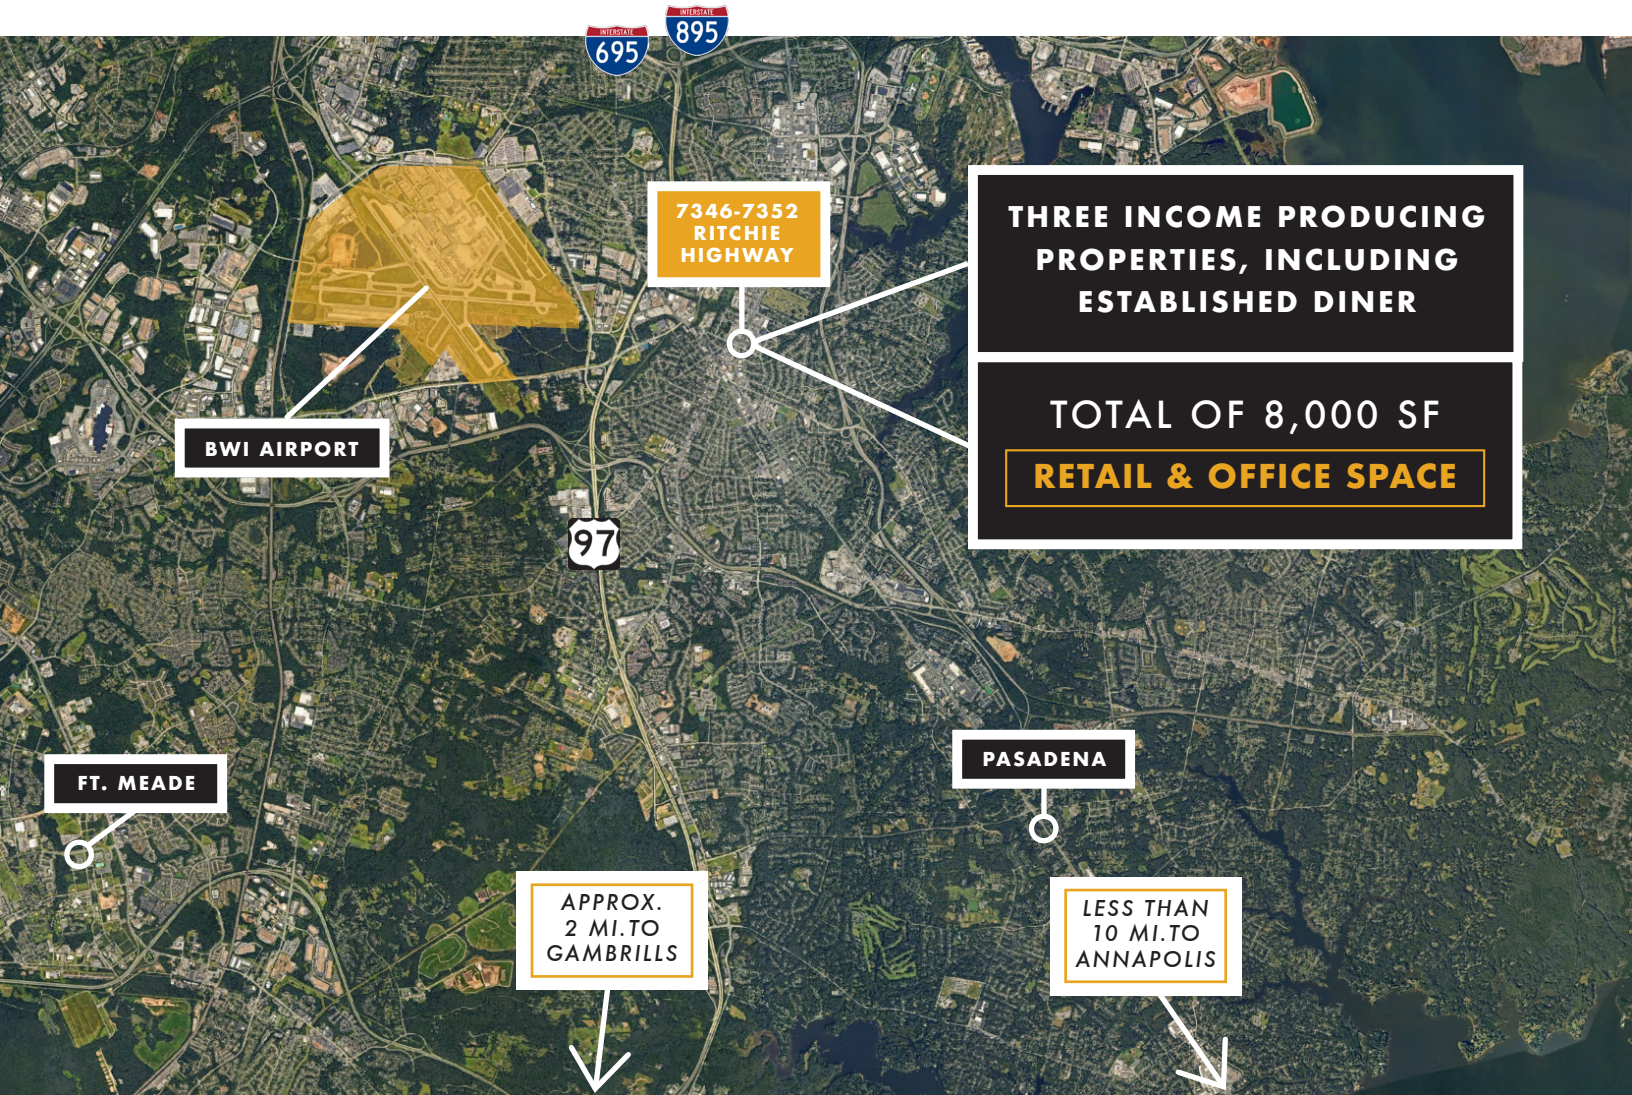 INTERSTATE
695
INTERSTATE
895
7346-7352
RITCHIE
HIGHWAY
THREE INCOME PRODUCING
PROPERTIES, INCLUDING
ESTABLISHED DINER
TOTAL OF 8,000 SF
RETAIL & OFFICE SPACE
BWI AIRPORT
97
FT. MEADE
PASADENA
APPROX.
2 MI.TO
GAMBRILLS
LESS THAN
10 MI.TO
ANNAPOLIS